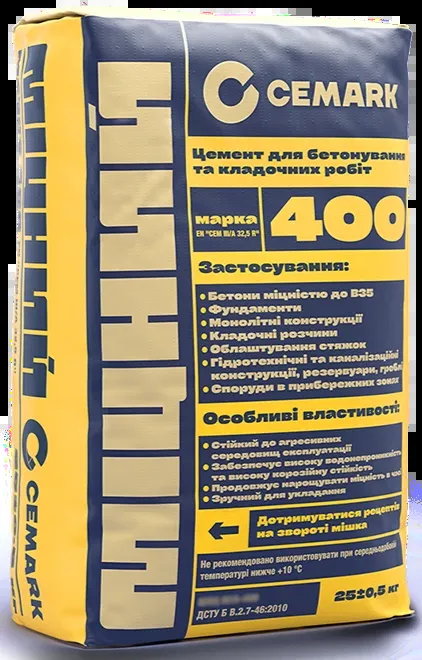 CEMARK
МІЦНИЙ
Цемент для бетонування
та кладочних робіт
марка
EN "CEM III/A 32,5 R"
400
Застосування:
• Бетони міцністю до В35
• Фундаменти
• Монолітні конструкції
• Кладочні розчини
• Облаштування стяжок
• Гідротехнічні та каналізаційні
конструкції, резервуари, греблі
• Споруди в прибережних зонах
Особливі властивості:
• Стійкий до агресивних
середовищ експлуатації
• Забезпечує високу водонепроникність
та високу корозійну стійкість
• Продовжує нарощувати міцність в часі
• Зручний для укладання
Дотримуватися рецептів
на звороті мішка
Не рекомендовано використовувати при середньодобовій
температурі нижче +10 °C
ДСТУ Б В.2.7-46:2010
25±0,5 кг
МІЦНИЙ
CEMARK